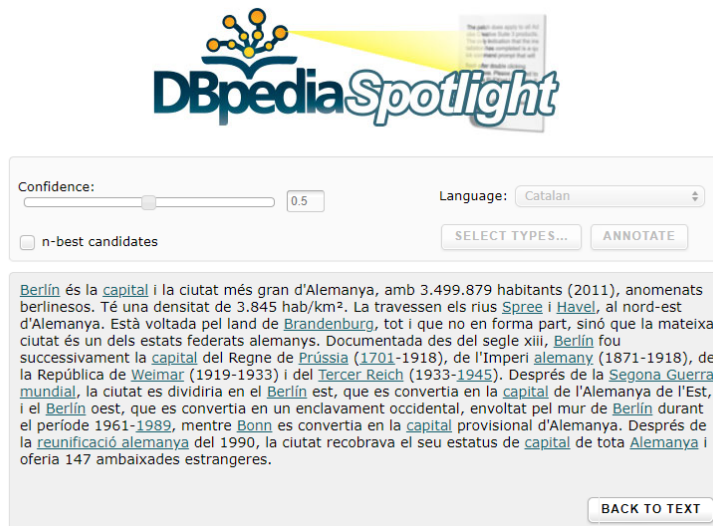 The patch does apply to all Ad
DBpedia Spotlight
Confidence:
0.5
Language: Catalan
n-best candidates
SELECT TYPES...
ANNOTATE
Berlín és la capital i la ciutat més gran d'Alemanya, amb 3.499.879 habitants (2011), anomenats
berlinesos. Té una densitat de 3.845 hab/km². La travessen els rius Spree i Havel, al nord-est
d'Alemanya. Està voltada pel land de Brandenburg, tot i que no en forma part, sinó que la mateixa
ciutat és un dels estats federats alemanys. Documentada des del segle xiii, Berlín fou
successivament la capital del Regne de Prússia (1701-1918), de l'Imperi alemany (1871-1918), de
la República de Weimar (1919-1933) i del Tercer Reich (1933-1945). Després de la Segona Guerra
mundial, la ciutat es dividiria en el Berlín est, que es convertia en la capital de l'Alemanya de l'Est,
i el Berlín oest, que es convertia en un enclavament occidental, envoltat pel mur de Berlín durant
el període 1961-1989, mentre Bonn es convertia en la capital provisional d'Alemanya. Després de
la reunificació alemanya del 1990, la ciutat recobrava el seu estatus de capital de tota Alemanya i
oferia 147 ambaixades estrangeres.
BACK TO TEXT